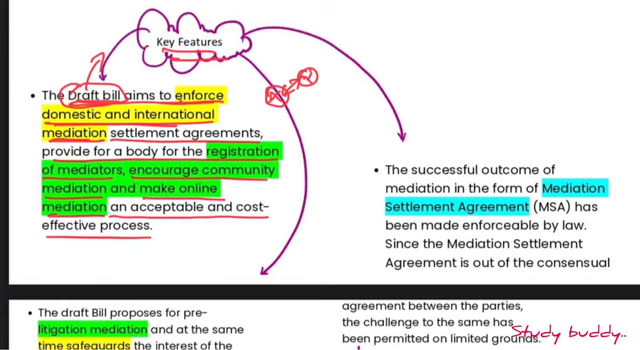 Key Features
• The Draft bill aims to enforce
domestic and international
mediation settlement agreements,
provide for a body for the registration
of mediators, encourage community
mediation and make online
mediation an acceptable and cost-
effective process.
• The successful outcome of
mediation in the form of Mediation
Settlement Agreement (MSA) has
been made enforceable by law.
Since the Mediation Settlement
Agreement is out of the consensual
• The draft Bill proposes for pre-
litigation mediation and at the same
time safeguards the interest of the
agreement between the parties,
the challenge to the same has
been permitted on limited grounds.
Study buddy..